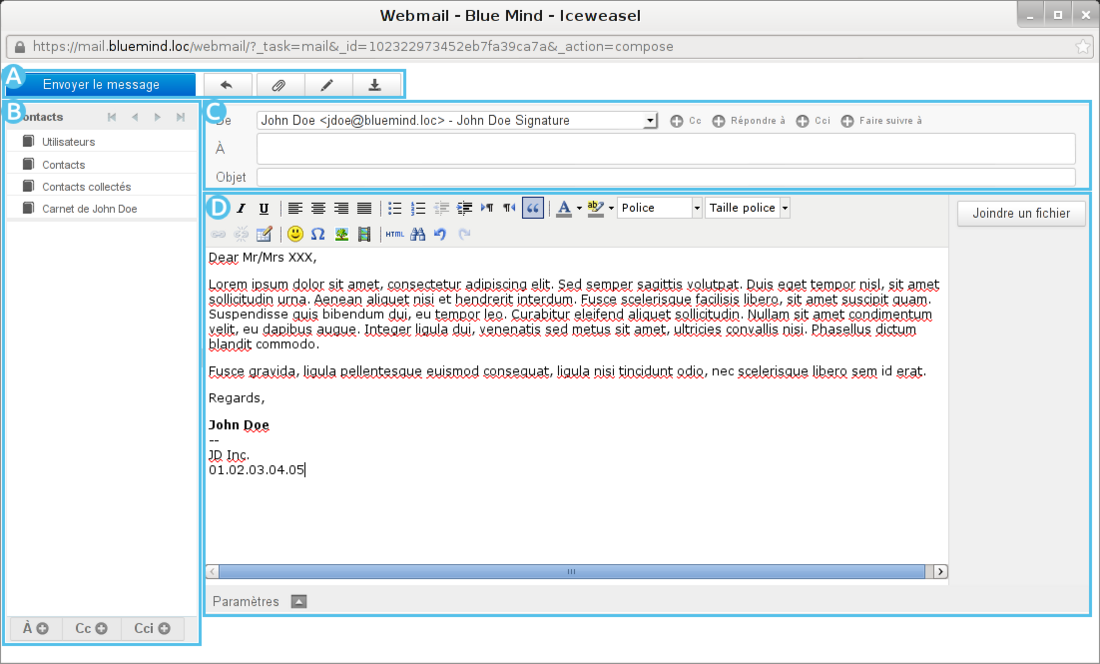 Webmail - Blue Mind - Iceweasel
https://mail.bluemind.loc/webmail/?_task=mail&_id=102322973452eb7fa39ca7a&_action=compose
A Envoyer le message
B ontacts
Utilisateurs
Contacts
Contacts collectés
Carnet de John Doe
À Cc Cci
C
De John Doe <jdoe@bluemind.loc> - John Doe Signature Cc Répondre à Cci Faire suivre à
À
Objet
D I U A ab Police Taille police Joindre un fichier
Ω HTML
Dear Mr/Mrs XXX,
Lorem ipsum dolor sit amet, consectetur adipiscing elit. Sed semper sagittis volutpat. Duis eget tempor nisl, sit amet
sollicitudin urna. Aenean aliquet nisi et hendrerit interdum. Fusce scelerisque facilisis libero, sit amet suscipit quam.
Suspendisse quis bibendum dui, eu tempor leo. Curabitur eleifend aliquet sollicitudin. Nullam sit amet condimentum
velit, eu dapibus augue. Integer ligula dui, venenatis sed metus sit amet, ultricies convallis nisi. Phasellus dictum
blandit commodo.
Fusce gravida, ligula pellentesque euismod consequat, ligula nisi tincidunt odio, nec scelerisque libero sem id erat.
Regards,
John Doe
--
JD Inc.
01.02.03.04.05
Paramètres